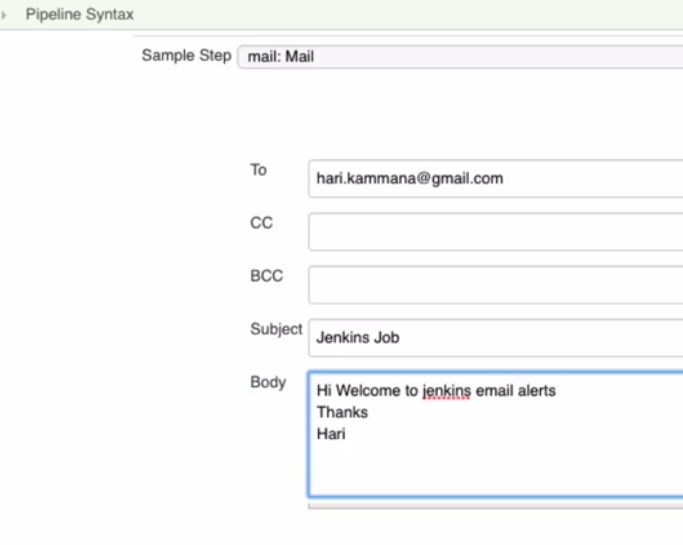 Pipeline Syntax
Sample Step mail: Mail
To hari.kammana@gmail.com
CC
BCC
Subject Jenkins Job
Body Hi Welcome to jenkins email alerts
Thanks
Hari